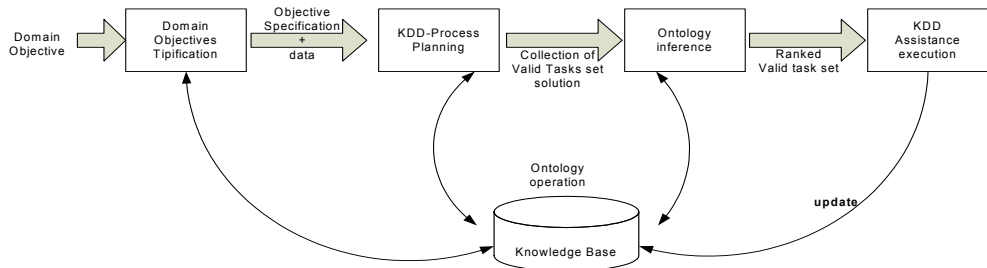 Domain
Objective
Domain
Objectives
Tipification
Objective
Specification
+
data
KDD-Process
Planning
Collection of
Valid Tasks set
solution
Ontology
inference
Ranked
Valid task set
KDD
Assistance
execution
Ontology
operation
Knowledge Base
update